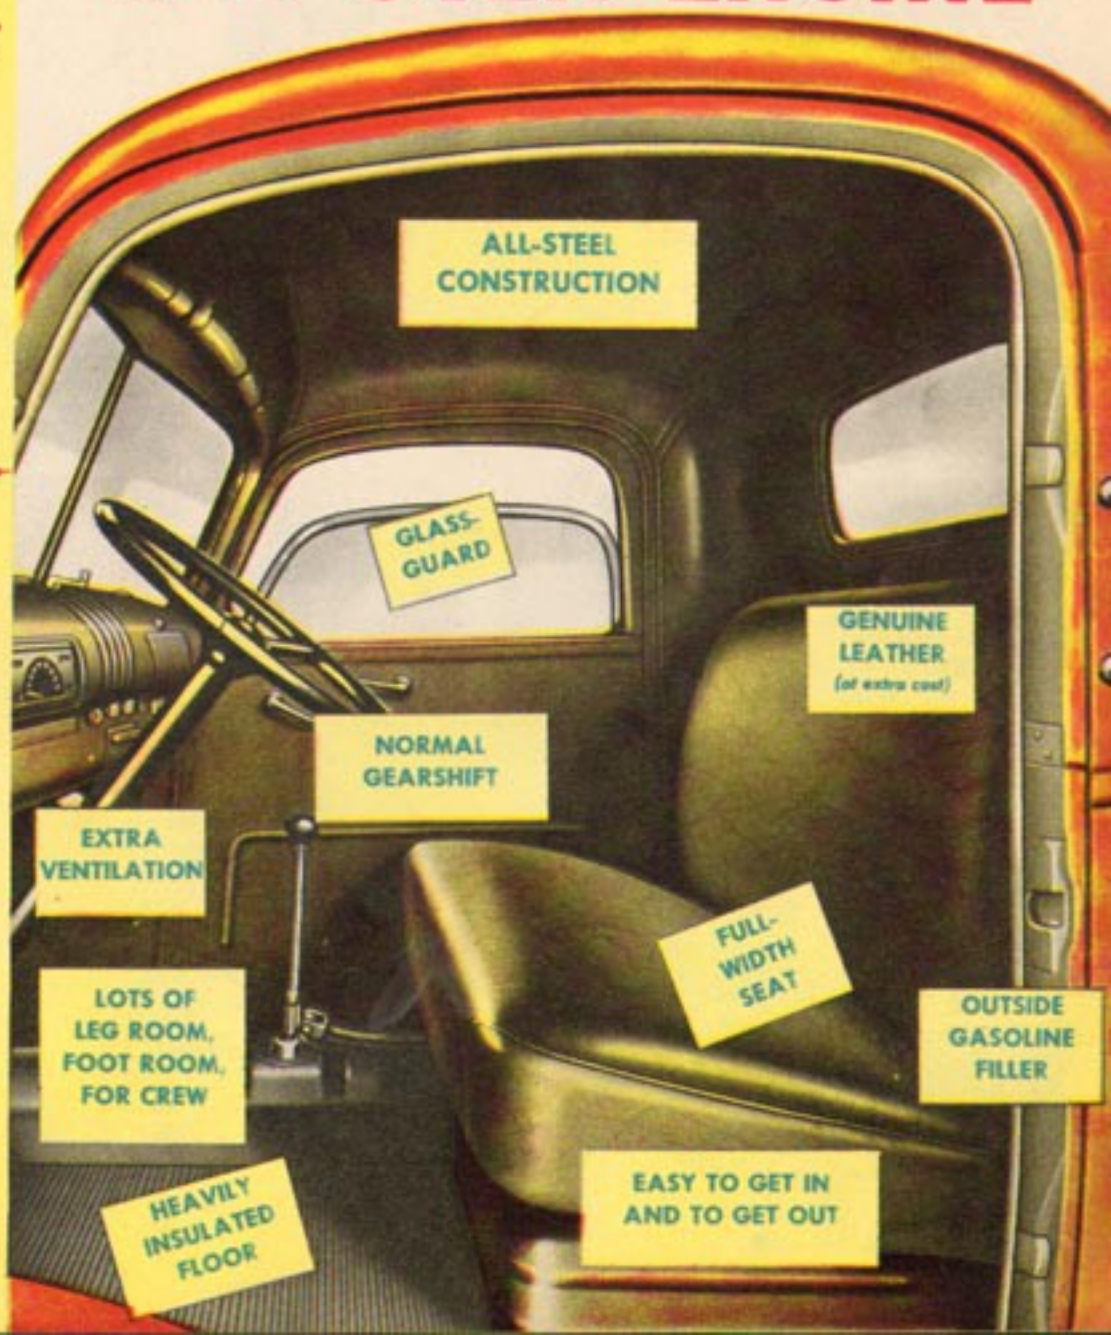 ALL-STEEL
CONSTRUCTION
GLASS-
GUARD
GENUINE
LEATHER
(at extra cost)
NORMAL
GEARSHIFT
EXTRA
VENTILATION
FULL-
WIDTH
SEAT
LOTS OF
LEG ROOM,
FOOT ROOM,
FOR CREW
OUTSIDE
GASOLINE
FILLER
HEAVILY
INSULATED
FLOOR
EASY TO GET IN
AND TO GET OUT